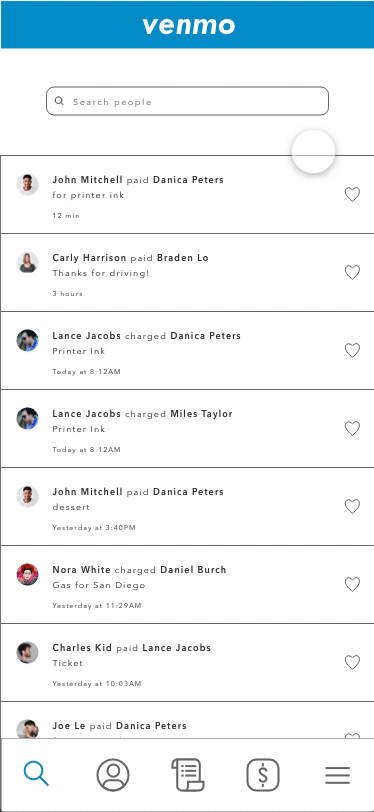 venmo
Search people
John Mitchell paid Danica Peters
for printer ink
12 min
Carly Harrison paid Braden Lo
Thanks for driving!
3 hours
Lance Jacobs charged Danica Peters
Printer Ink
Today at 8:12AM
Lance Jacobs charged Miles Taylor
Printer Ink
Today at 8:12AM
John Mitchell paid Danica Peters
dessert
Yesterday at 3:40PM
Nora White charged Daniel Burch
Gas for San Diego
Yesterday at 11:29AM
Charles Kid paid Lance Jacobs
Ticket
Yesterday at 10:03AM
Joe Le paid Danica Peters
$